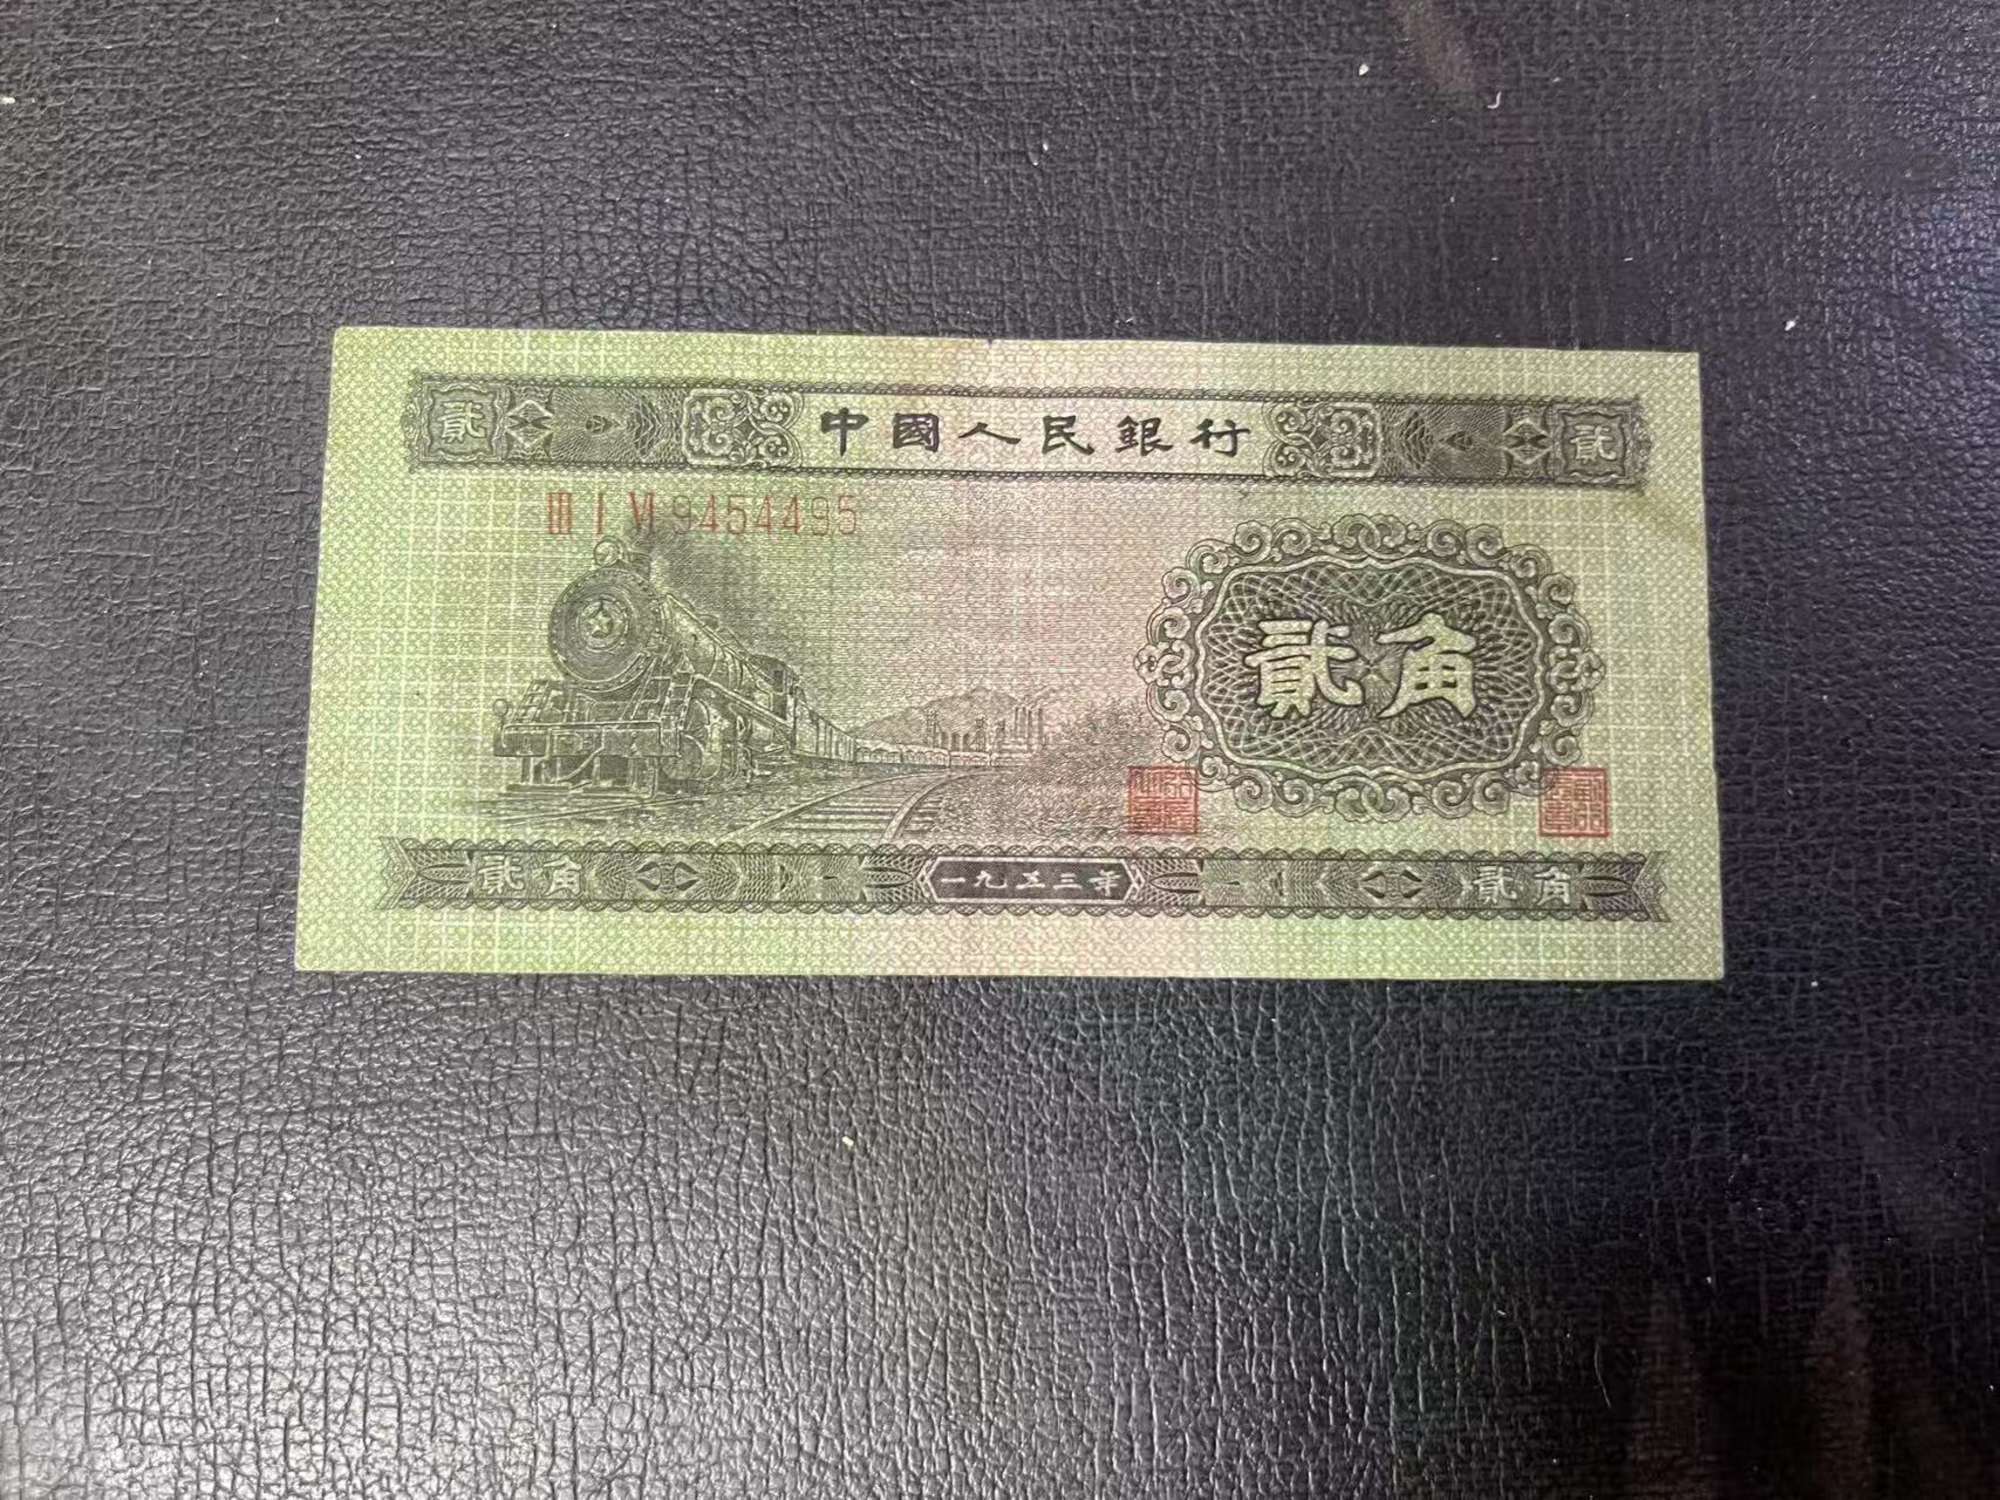 貳 中國人民銀行 貳
III I VI 9454495
貳角
貳角 一九五三年 貳角